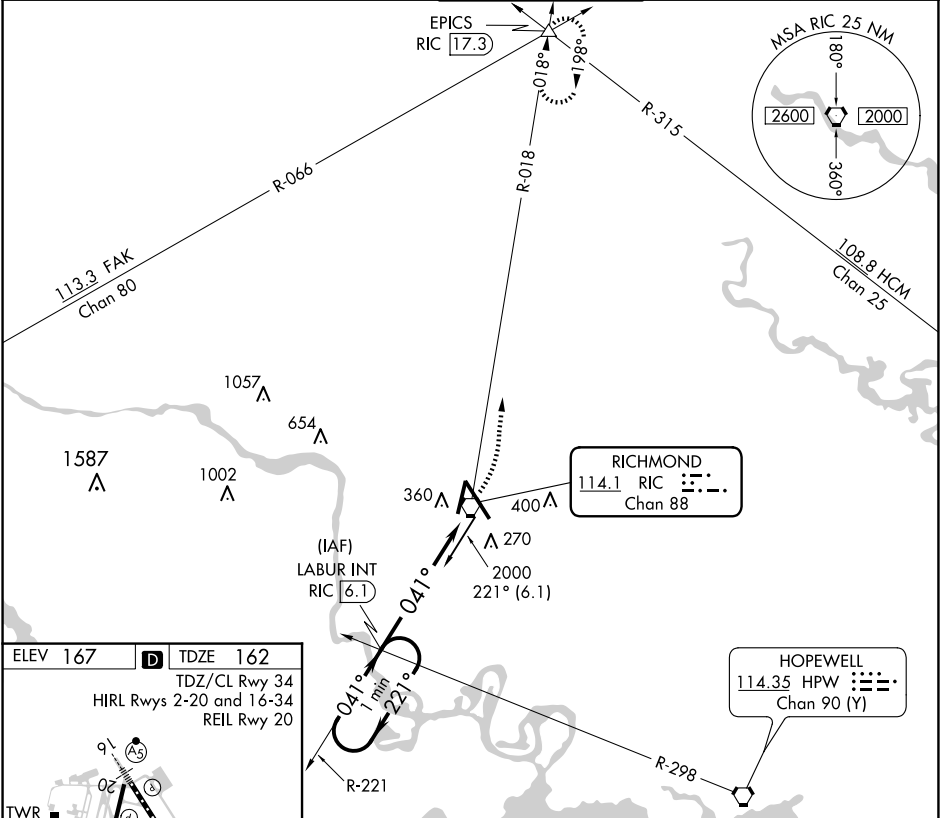 EPICS
RIC 17.3
018°
198°
MSA RIC 25 NM
180°
2600
2000
360°
R-066
R-018
R-315
113.3 FAK
Chan 80
108.8 HCM
Chan 25
1057
654
1587
1002
360
400
270
RICHMOND
114.1 RIC
Chan 88
(IAF)
LABUR INT
RIC 6.1
041°
2000
221° (6.1)
041°
1 min
221°
R-221
R-298
HOPEWELL
114.35 HPW
Chan 90 (Y)
ELEV 167 D TDZE 162
TDZ/CL Rwy 34
HIRL Rwys 2-20 and 16-34
REIL Rwy 20
16
A5
20
P
TWR